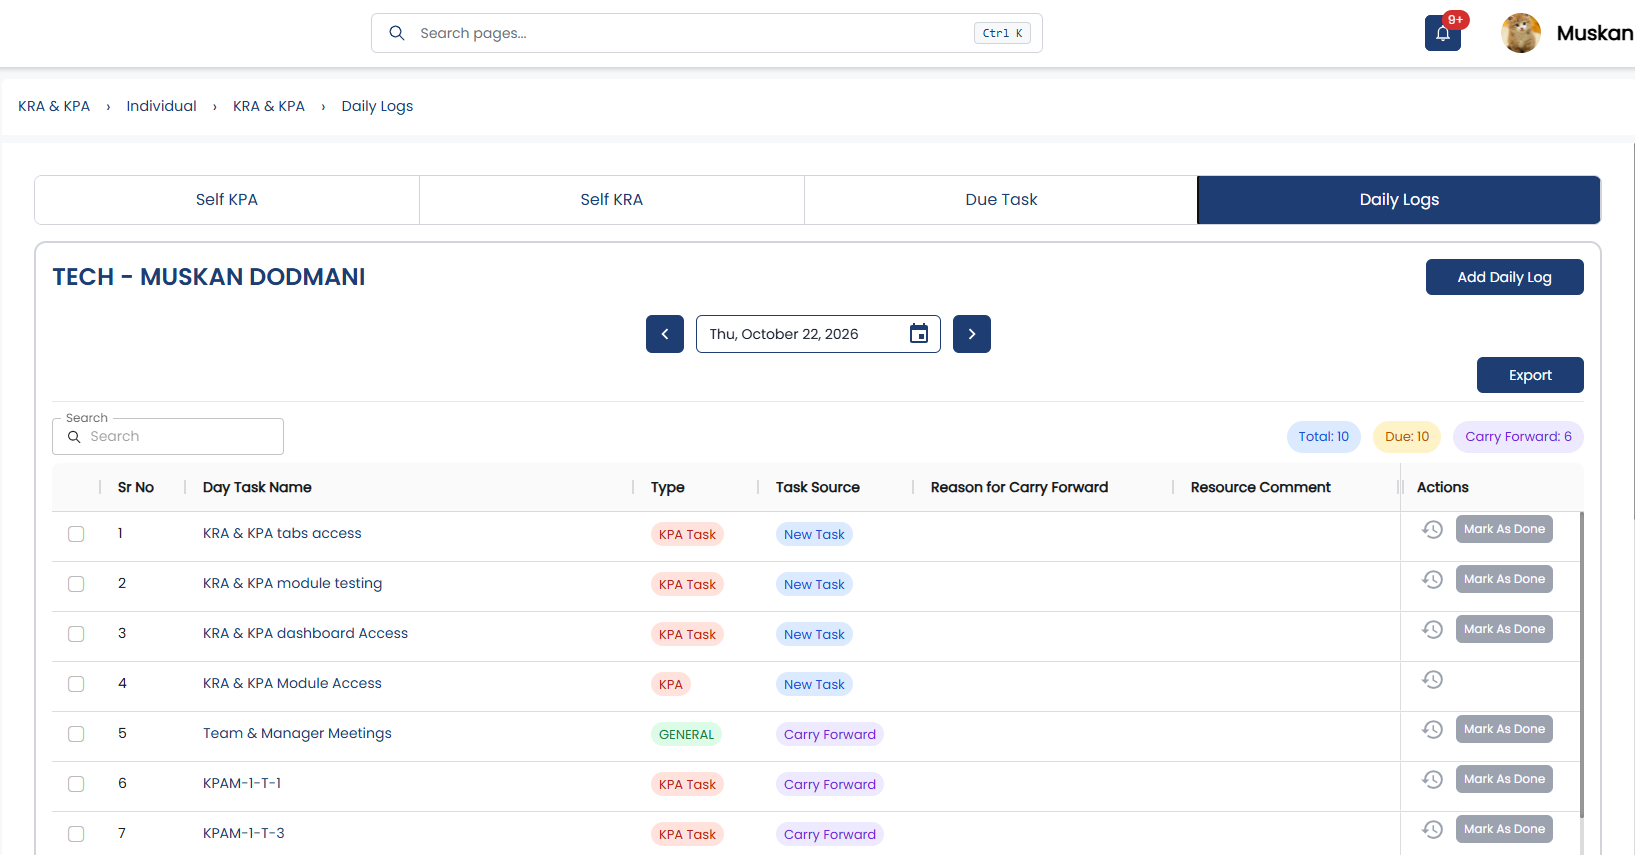 Search pages...
Ctrl K
9+
Muskan
KRA & KPA › Individual › KRA & KPA › Daily Logs
Self KPA
Self KRA
Due Task
Daily Logs
TECH - MUSKAN DODMANI
Add Daily Log
Thu, October 22, 2026
Export
Search
Search
Total: 10
Due: 10
Carry Forward: 6
Sr No Day Task Name Type Task Source Reason for Carry Forward Resource Comment Actions
1 KRA & KPA tabs access KPA Task New Task Mark As Done
2 KRA & KPA module testing KPA Task New Task Mark As Done
3 KRA & KPA dashboard Access KPA Task New Task Mark As Done
4 KRA & KPA Module Access KPA New Task
5 Team & Manager Meetings GENERAL Carry Forward Mark As Done
6 KPAM-1-T-1 KPA Task Carry Forward Mark As Done
7 KPAM-1-T-3 KPA Task Carry Forward Mark As Done